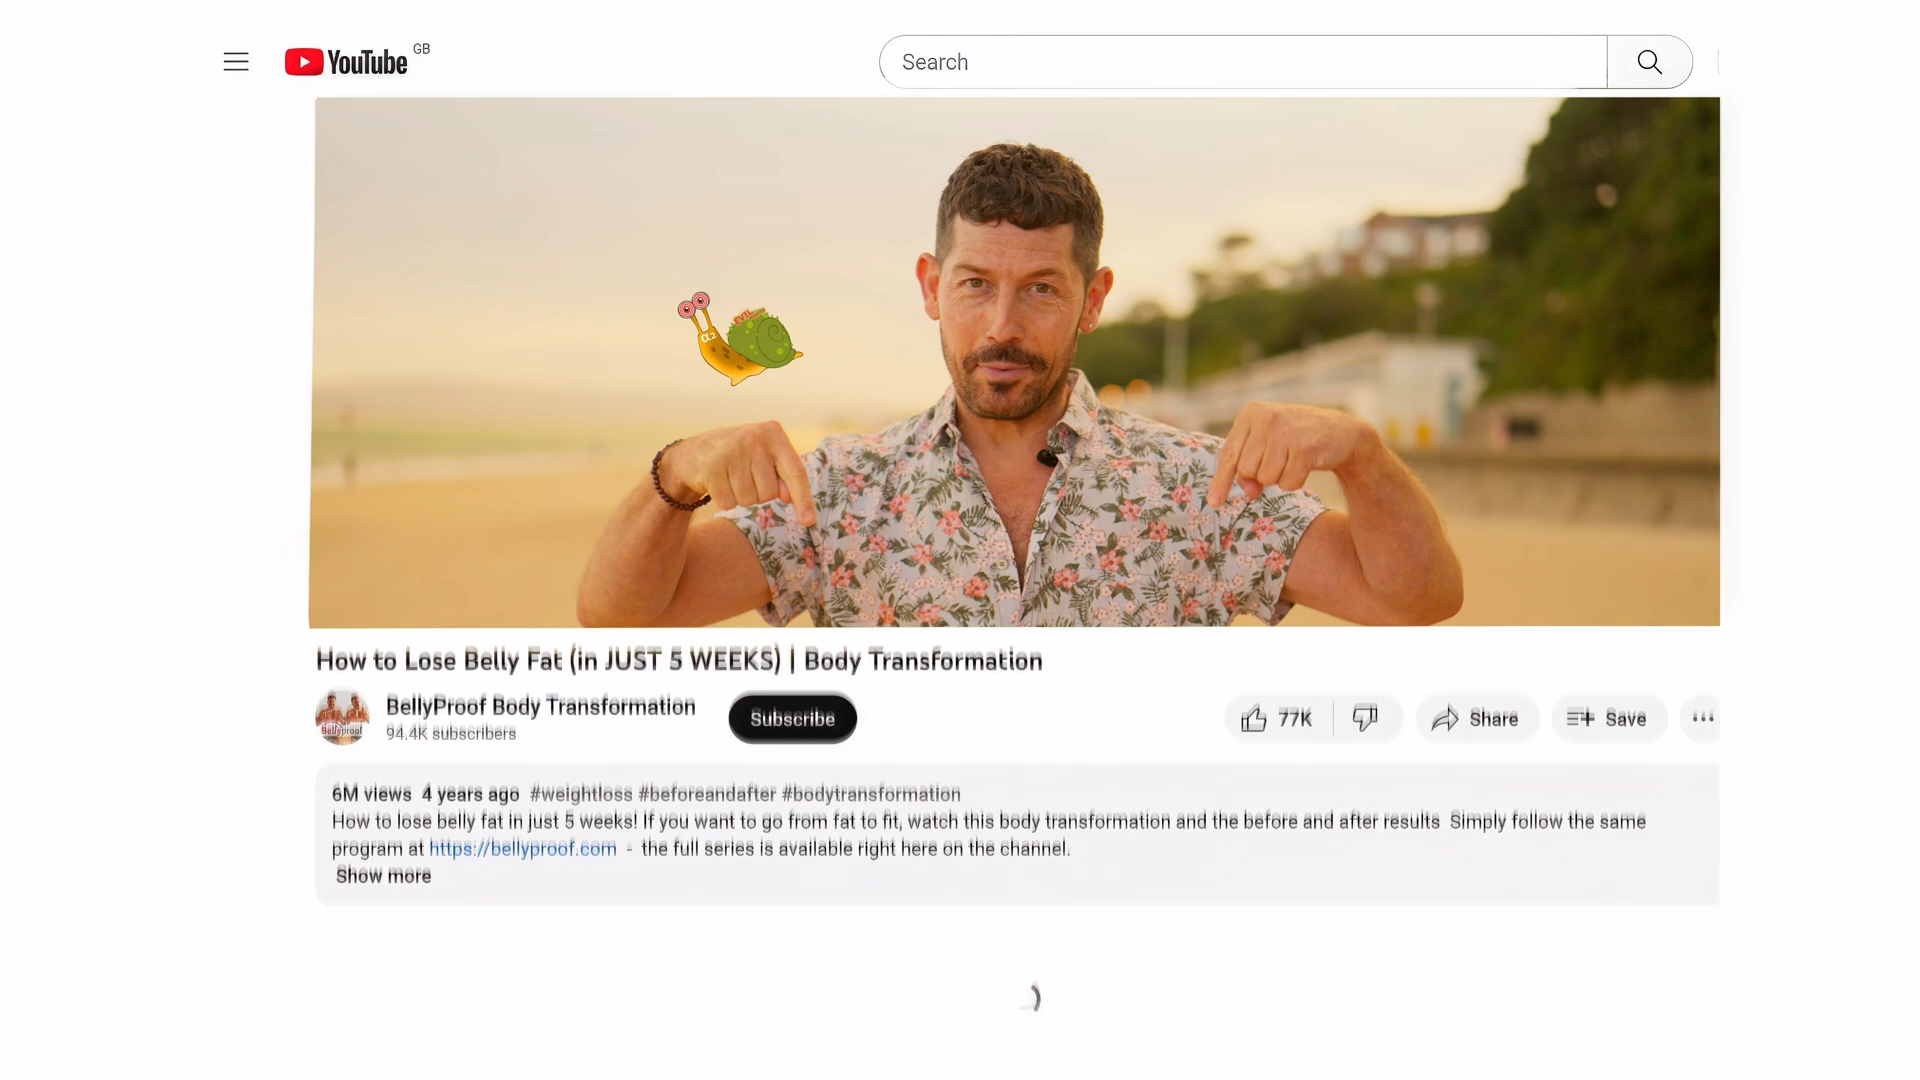 YouTube GB
Search
EVIL
α2
How to Lose Belly Fat (in JUST 5 WEEKS) | Body Transformation
BellyProof Body Transformation
94.4K subscribers
Bellyproof
Subscribe
77K
Share
Save
6M views 4 years ago #weightloss #beforeandafter #bodytransformation
How to lose belly fat in just 5 weeks! If you want to go from fat to fit, watch this body transformation and the before and after results Simply follow the same
program at https://bellyproof.com - the full series is available right here on the channel.
Show more